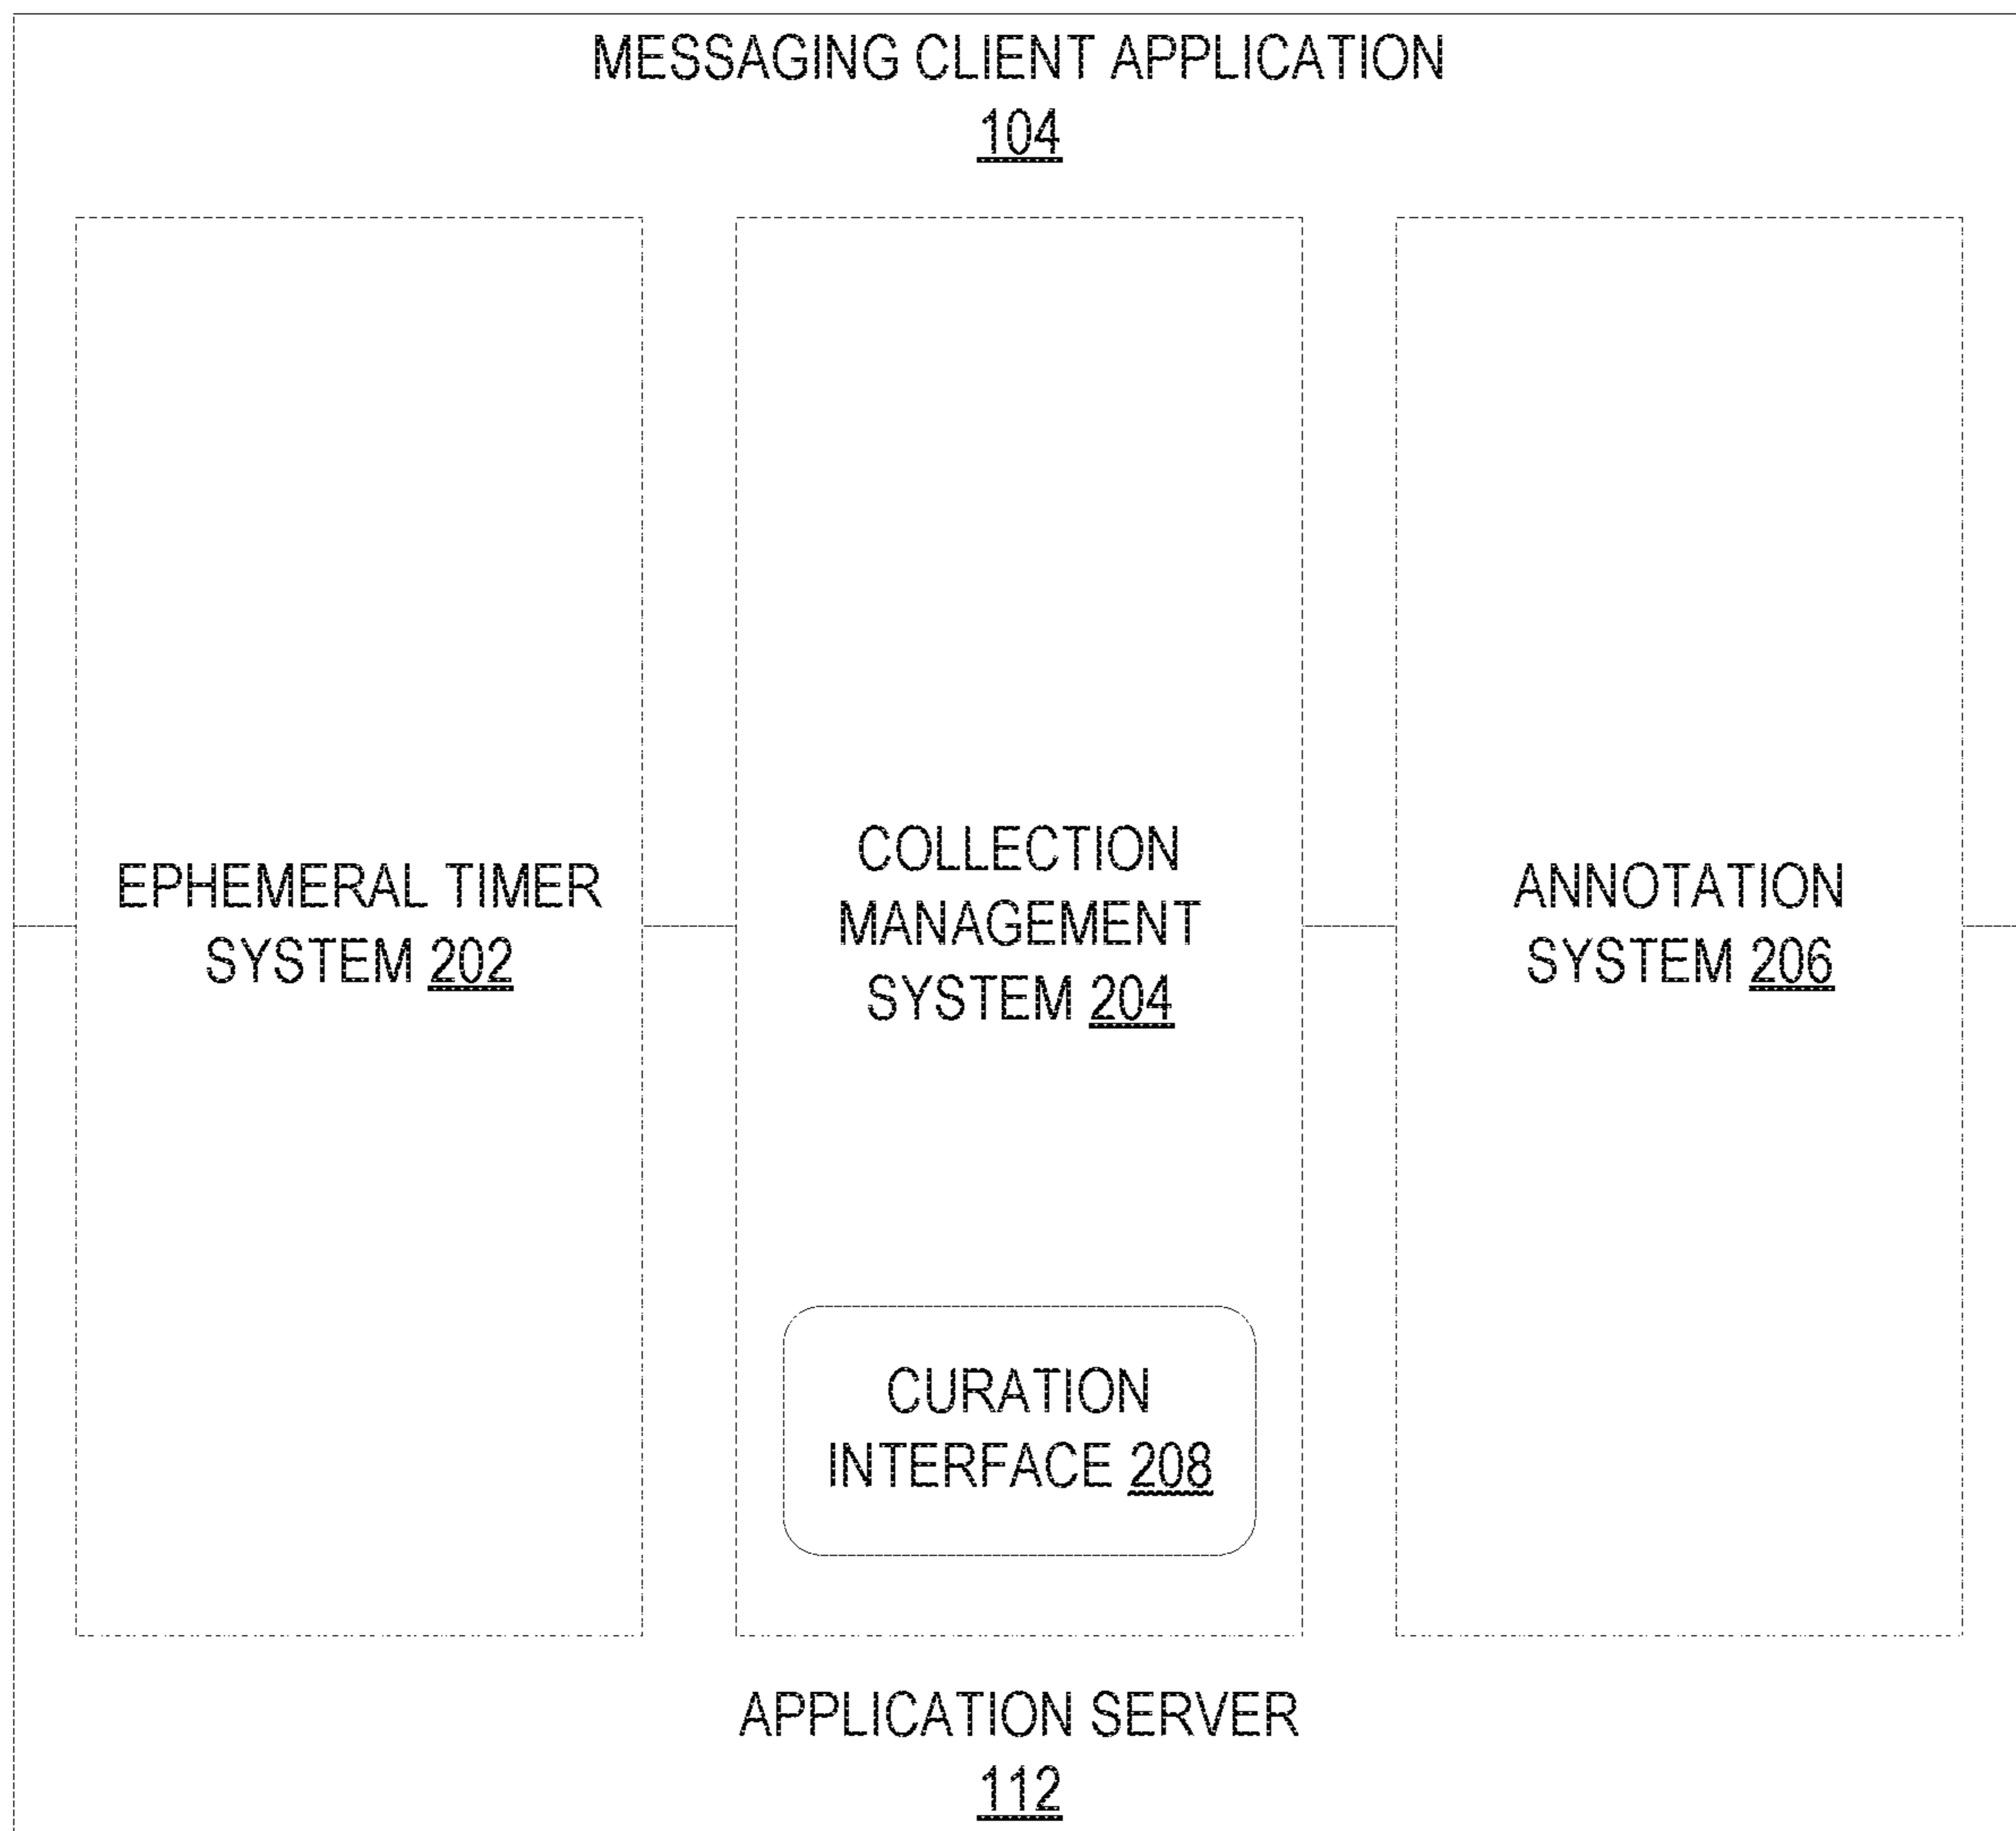 MESSAGING CLIENT APPLICATION
104
EPHEMERAL TIMER
SYSTEM 202
COLLECTION
MANAGEMENT
SYSTEM 204
ANNOTATION
SYSTEM 206
CURATION
INTERFACE 208
APPLICATION SERVER
112